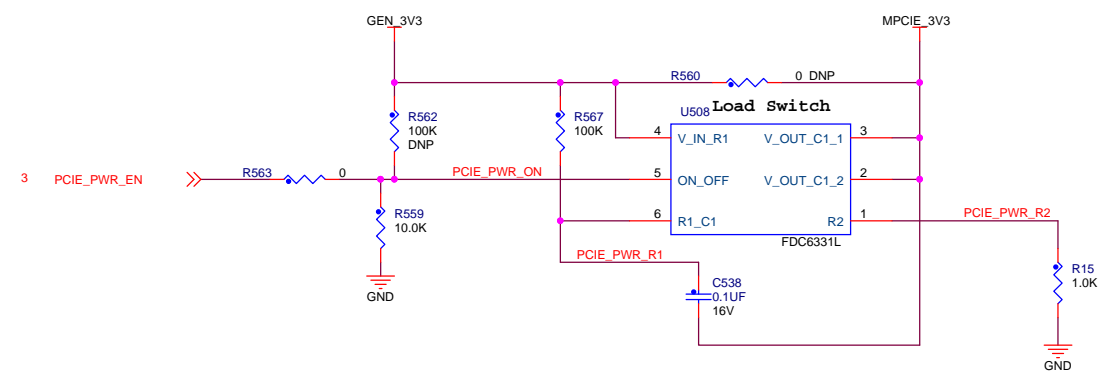 GEN_3V3
MPCIE_3V3
R560
0 DNP
U508
Load Switch
R562
100K
DNP
R567
100K
4
V_IN_R1
V_OUT_C1_1
3
3
PCIE_PWR_EN
R563
0
PCIE_PWR_ON
5
ON_OFF
V_OUT_C1_2
2
R559
10.0K
6
R1_C1
R2
1
PCIE_PWR_R2
FDC6331L
PCIE_PWR_R1
GND
C538
0.1UF
16V
R15
1.0K
GND